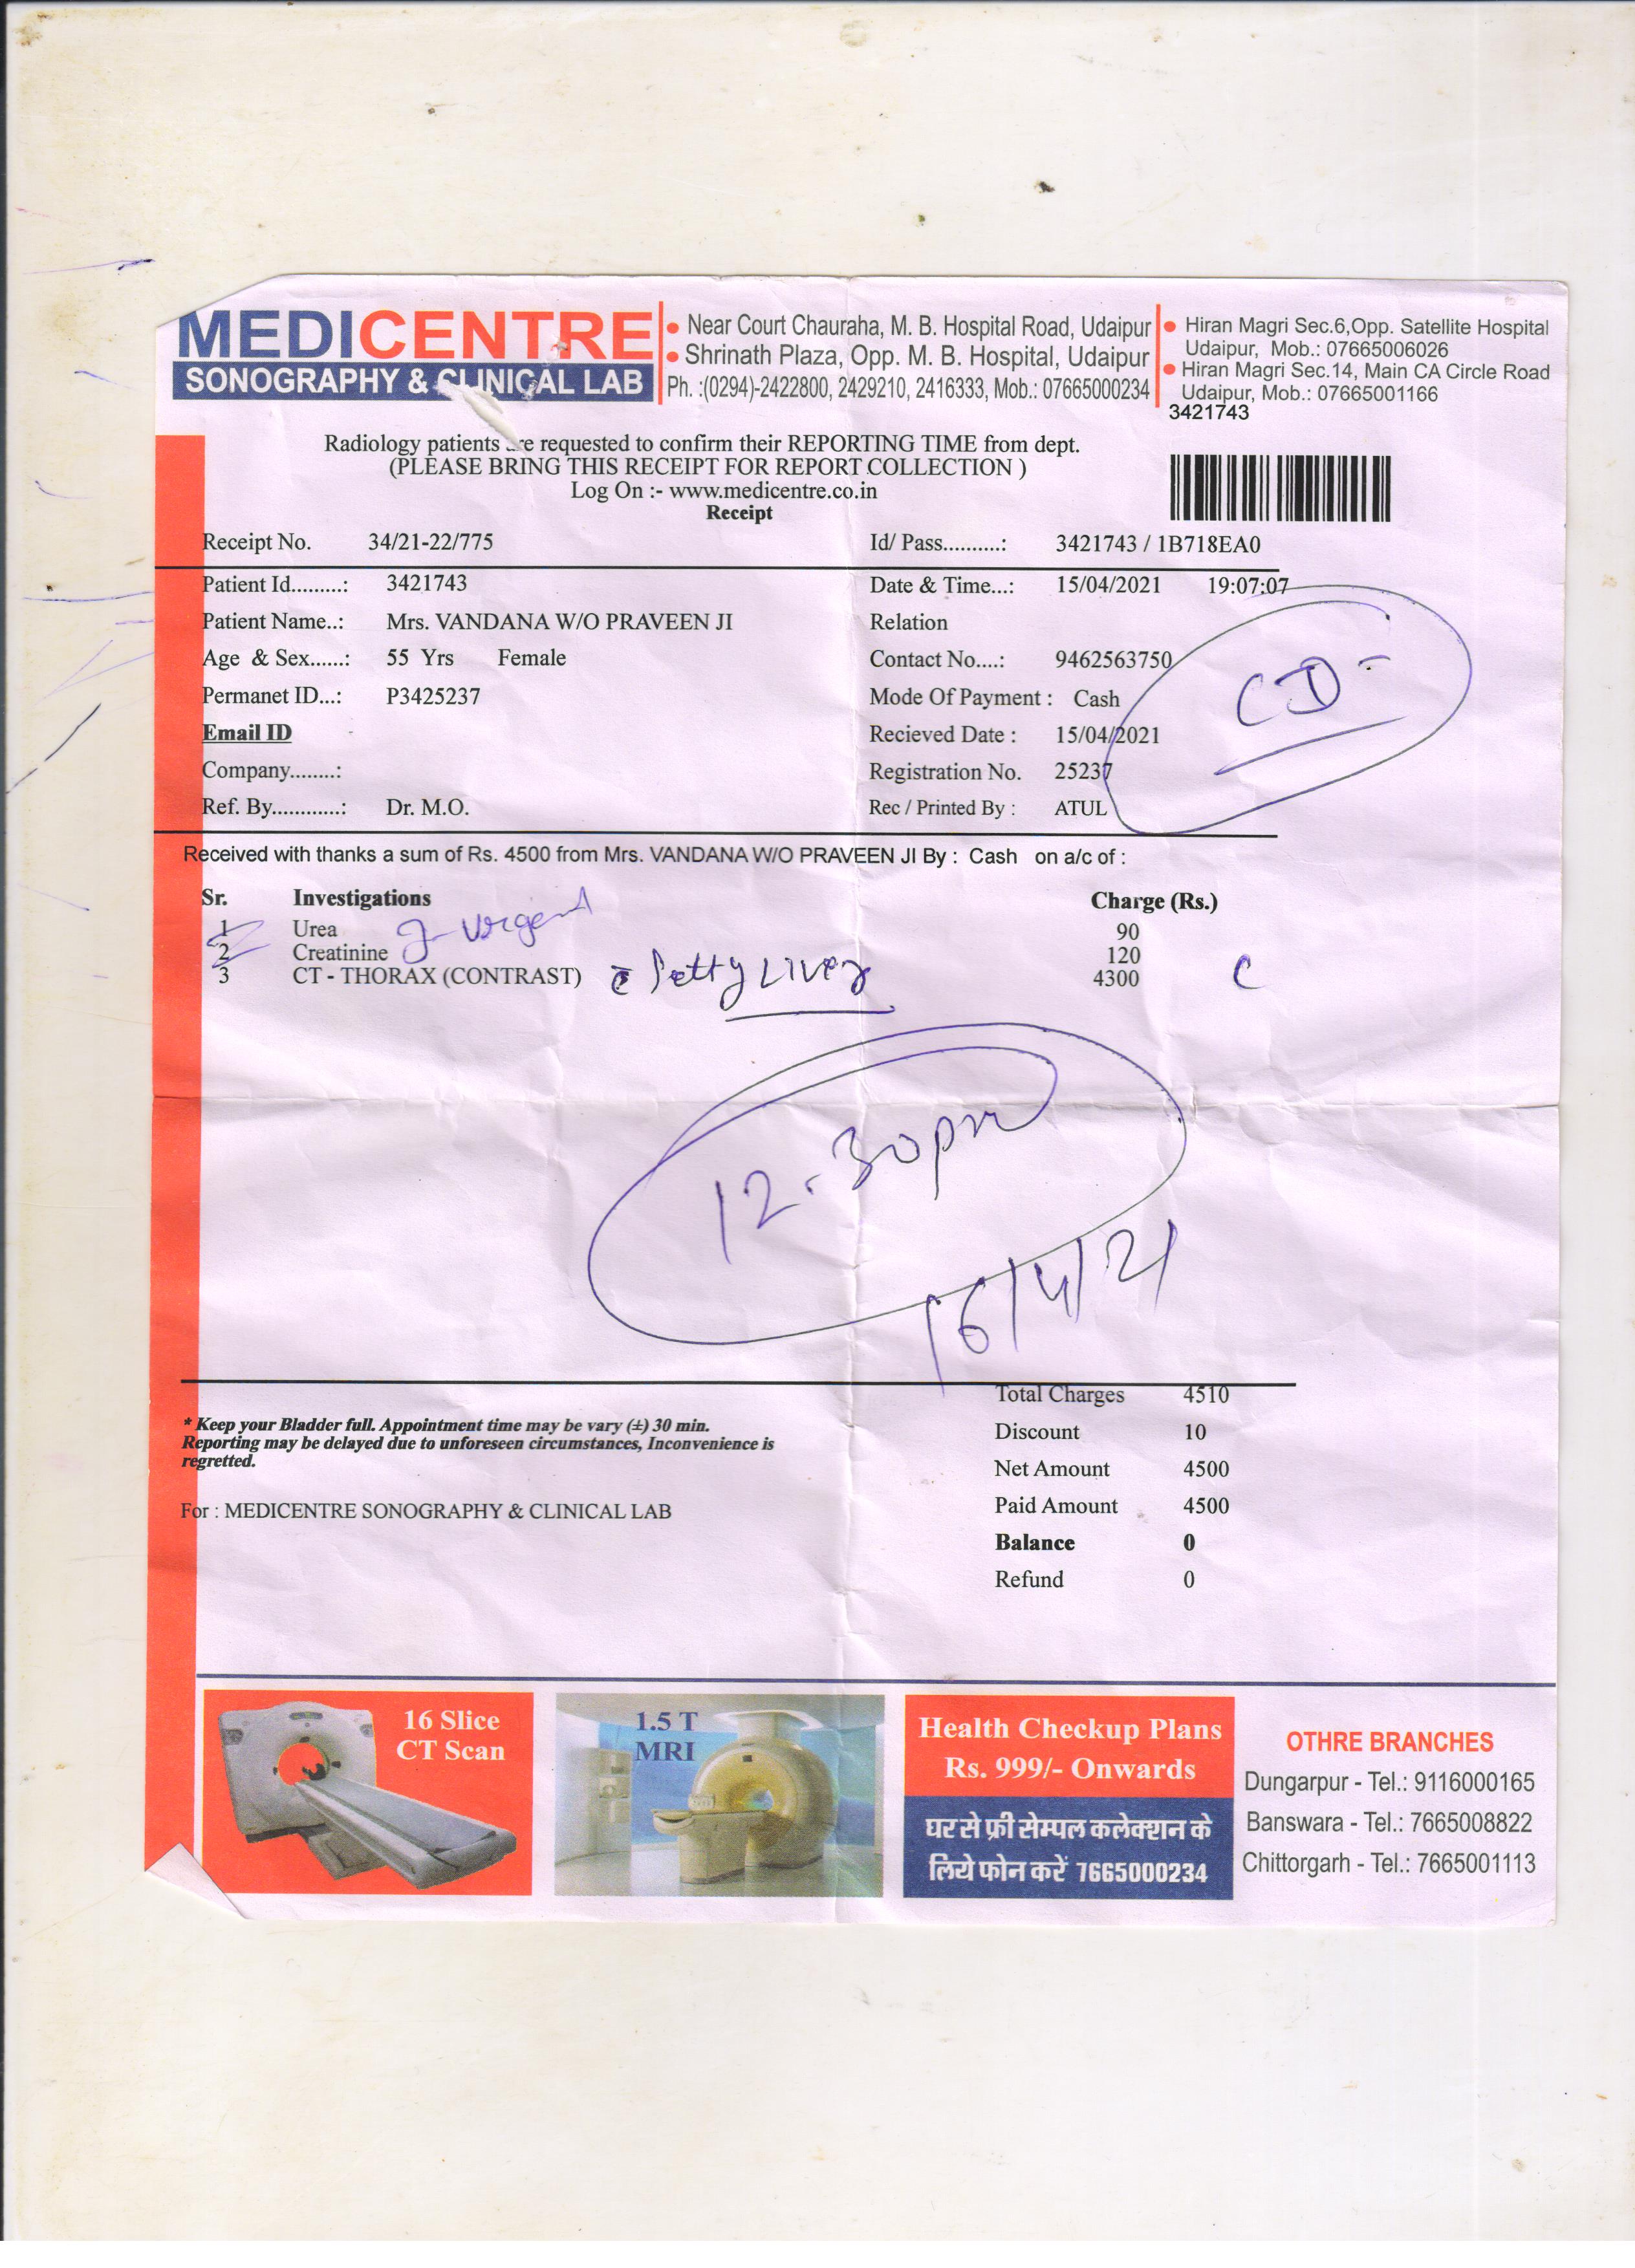 MEDICENTRE
SONOGRAPHY & CLINICAL LAB
Near Court Chauraha, M. B. Hospital Road, Udaipur
Shrinath Plaza, Opp. M. B. Hospital, Udaipur
Ph. :(0294)-2422800, 2429210, 2416333, Mob.: 07665000234
Hiran Magri Sec.6,Opp. Satellite Hospital
Udaipur, Mob.: 07665006026
Hiran Magri Sec.14, Main CA Circle Road
Udaipur, Mob.: 07665001166
3421743
Radiology patients are requested to confirm their REPORTING TIME from dept.
(PLEASE BRING THIS RECEIPT FOR REPORT COLLECTION )
Log On :- www.medicentre.co.in
Receipt
Receipt No. 34/21-22/775 Id/ Pass..........: 3421743 / 1B718EA0
Patient Id.........: 3421743 Date & Time...: 15/04/2021 19:07:07
Patient Name..: Mrs. VANDANA W/O PRAVEEN JI Relation
Age & Sex......: 55 Yrs Female Contact No....: 9462563750
Permanet ID...: P3425237 Mode Of Payment : Cash
CD-
Email ID Recieved Date : 15/04/2021
Company........: Registration No. 25237
Ref. By............: Dr. M.O. Rec / Printed By : ATUL
Received with thanks a sum of Rs. 4500 from Mrs. VANDANA W/O PRAVEEN JI By : Cash on a/c of :
Sr. Investigations Charge (Rs.)
1 Urea 90
Urgent
2 Creatinine 120
3 CT - THORAX (CONTRAST) Liver 4300 C
12-30pm
16/4/21
Total Charges 4510
* Keep your Bladder full. Appointment time may be vary (±) 30 min.
Reporting may be delayed due to unforeseen circumstances, Inconvenience is
regretted.
Discount 10
Net Amount 4500
For : MEDICENTRE SONOGRAPHY & CLINICAL LAB
Paid Amount 4500
Balance 0
Refund 0
16 Slice
CT Scan
1.5 T
MRI
Health Checkup Plans
Rs. 999/- Onwards
घर से फ्री सेम्पल कलेक्शन के
लिये फोन करें 7665000234
OTHRE BRANCHES
Dungarpur - Tel.: 9116000165
Banswara - Tel.: 7665008822
Chittorgarh - Tel.: 7665001113